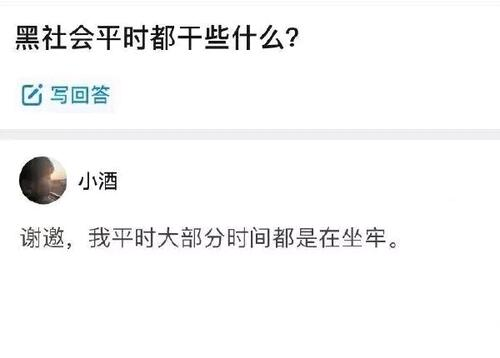 黑社会平时都干些什么？
写回答
小酒
谢邀，我平时大部分时间都是在坐牢。